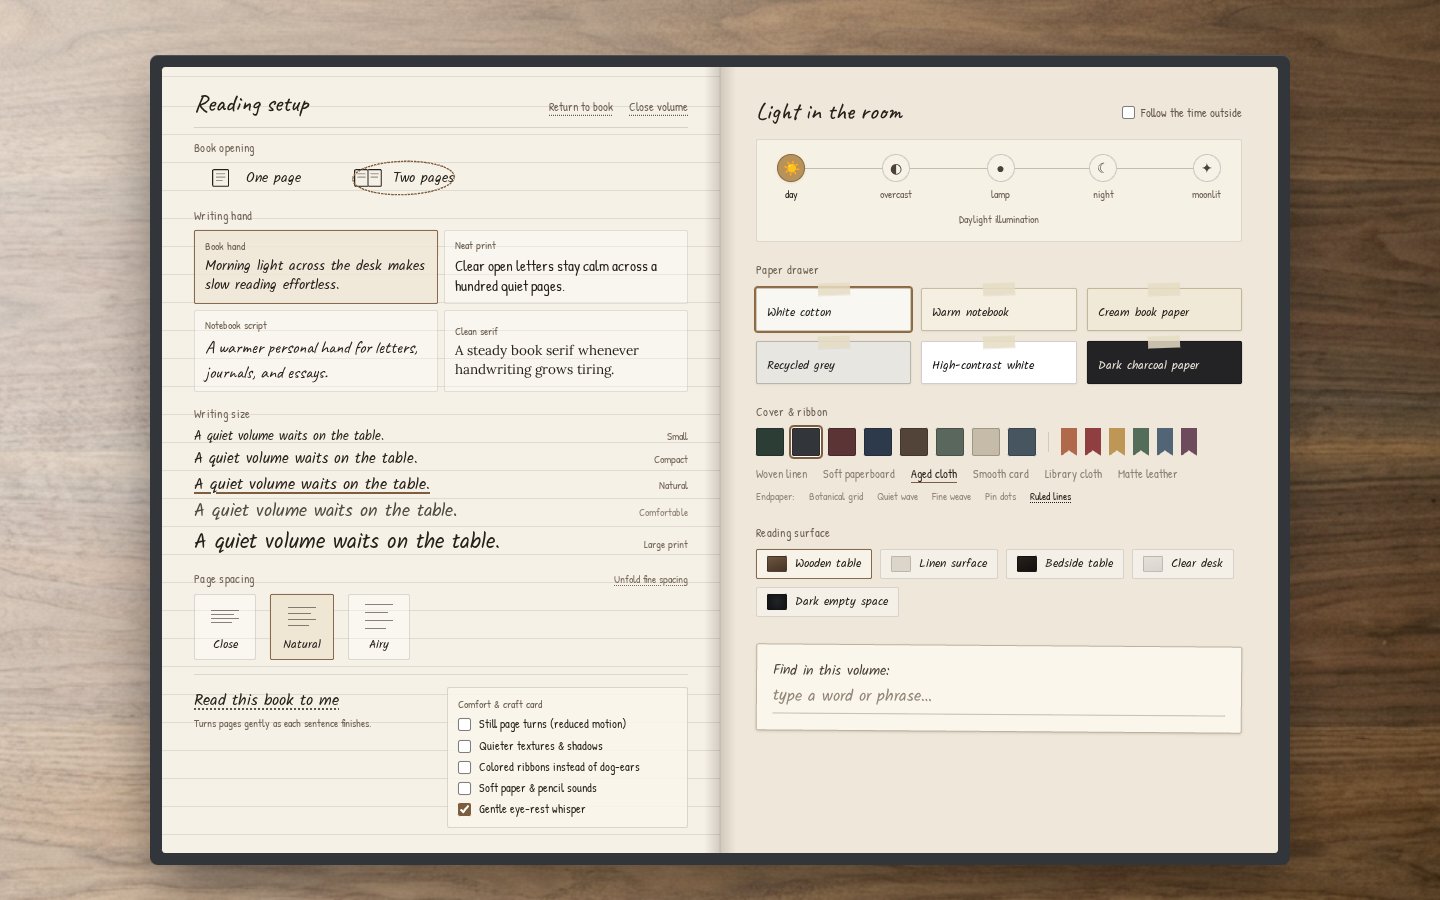 Reading setup
Return to book
Close volume
Book opening
One page
Two pages
Writing hand
Book hand
Morning light across the desk makes
slow reading effortless.
Neat print
Clear open letters stay calm across a
hundred quiet pages.
Notebook script
A warmer personal hand for letters,
journals, and essays.
Clean serif
A steady book serif whenever
handwriting grows tiring.
Writing size
A quiet volume waits on the table. Small
A quiet volume waits on the table. Compact
A quiet volume waits on the table. Natural
A quiet volume waits on the table. Comfortable
A quiet volume waits on the table. Large print
Page spacing
Unfold fine spacing
Close
Natural
Airy
Read this book to me
Turns pages gently as each sentence finishes.
Comfort & craft card
Still page turns (reduced motion)
Quieter textures & shadows
Colored ribbons instead of dog-ears
Soft paper & pencil sounds
Gentle eye-rest whisper
Light in the room
Follow the time outside
day
overcast
lamp
night
moonlit
Daylight illumination
Paper drawer
White cotton
Warm notebook
Cream book paper
Recycled grey
High-contrast white
Dark charcoal paper
Cover & ribbon
Woven linen
Soft paperboard
Aged cloth
Smooth card
Library cloth
Matte leather
Endpaper:
Botanical grid
Quiet wave
Fine weave
Pin dots
Ruled lines
Reading surface
Wooden table
Linen surface
Bedside table
Clear desk
Dark empty space
Find in this volume:
type a word or phrase...